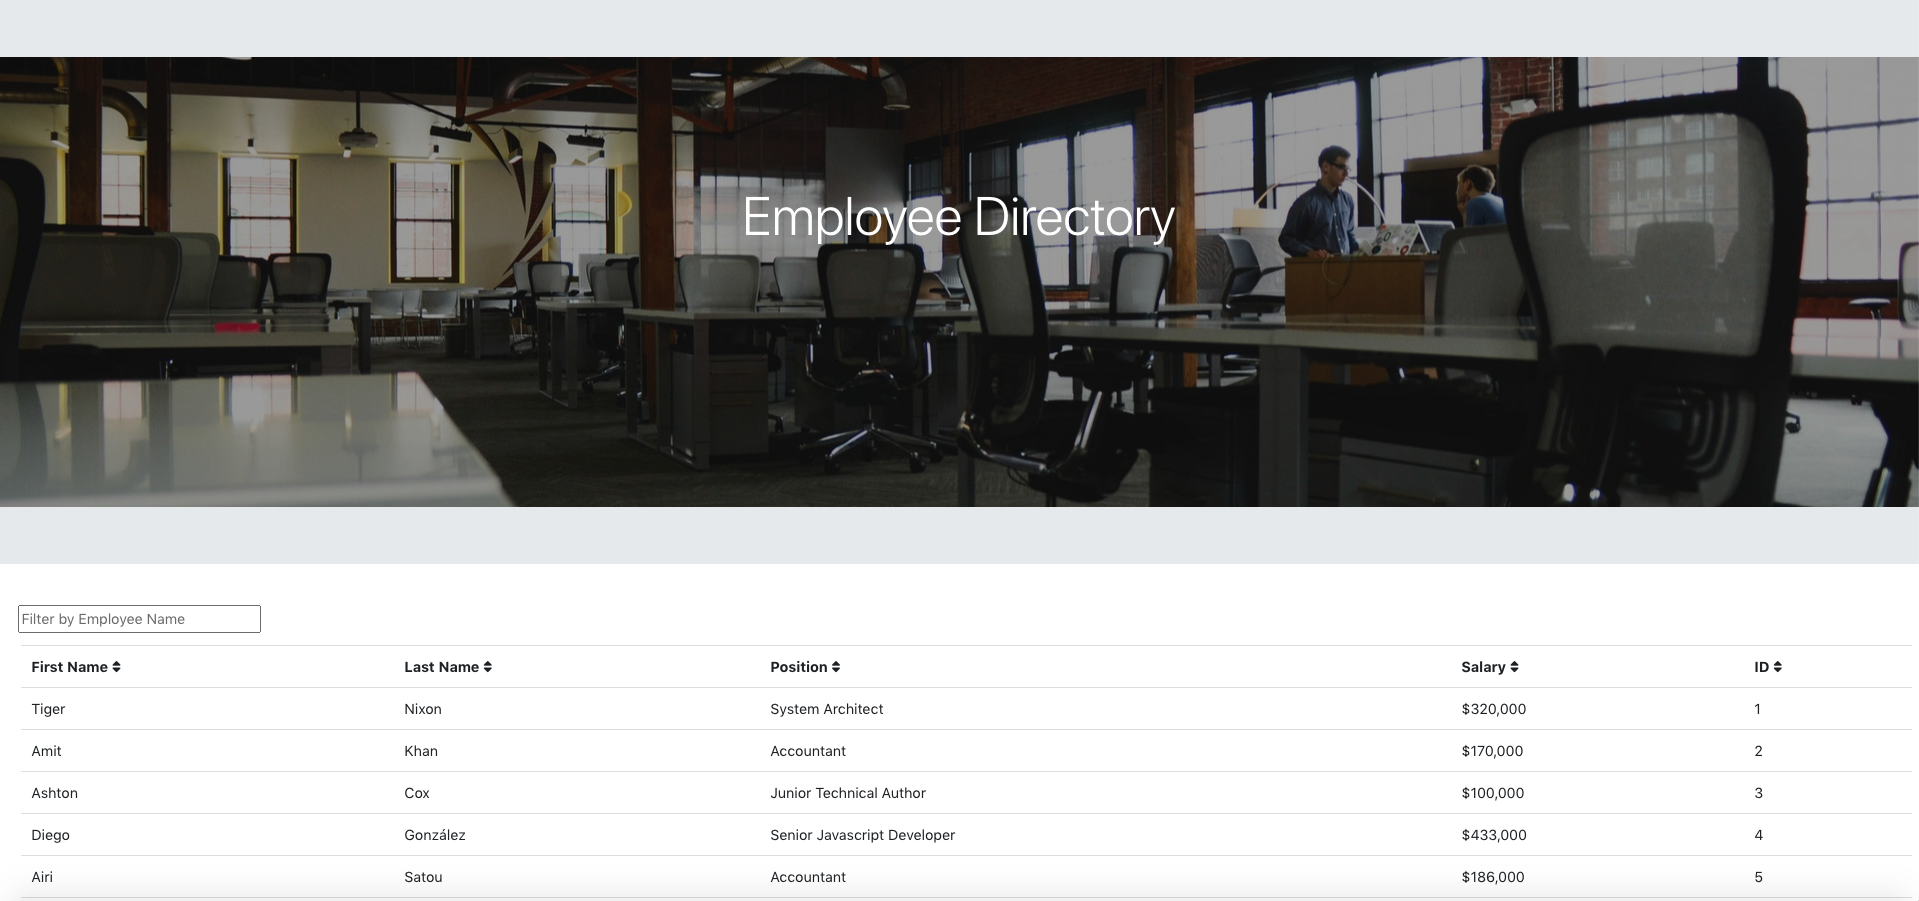 Employee Directory
Filter by Employee Name
First Name Last Name Position Salary ID
Tiger Nixon System Architect $320,000 1
Amit Khan Accountant $170,000 2
Ashton Cox Junior Technical Author $100,000 3
Diego González Senior Javascript Developer $433,000 4
Airi Satou Accountant $186,000 5